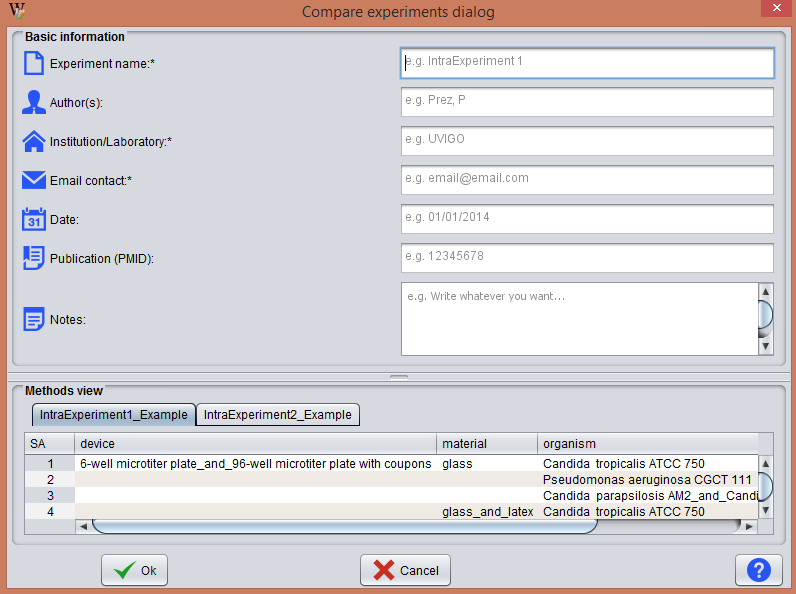 Compare experiments dialog
Basic information
Experiment name:* e.g. IntraExperiment 1
Author(s): e.g. Prez, P
Institution/Laboratory:* e.g. UVIGO
Email contact:* e.g. email@email.com
31 Date: e.g. 01/01/2014
Publication (PMID): e.g. 12345678
Notes: e.g. Write whatever you want...
Methods view
IntraExperiment1_Example IntraExperiment2_Example
SA device material organism
1 6-well microtiter plate_and_96-well microtiter plate with coupons glass Candida tropicalis ATCC 750
2 Pseudomonas aeruginosa CGCT 111
3 Candida parapsilosis AM2_and_Candi
4 glass_and_latex Candida tropicalis ATCC 750
Ok Cancel ?